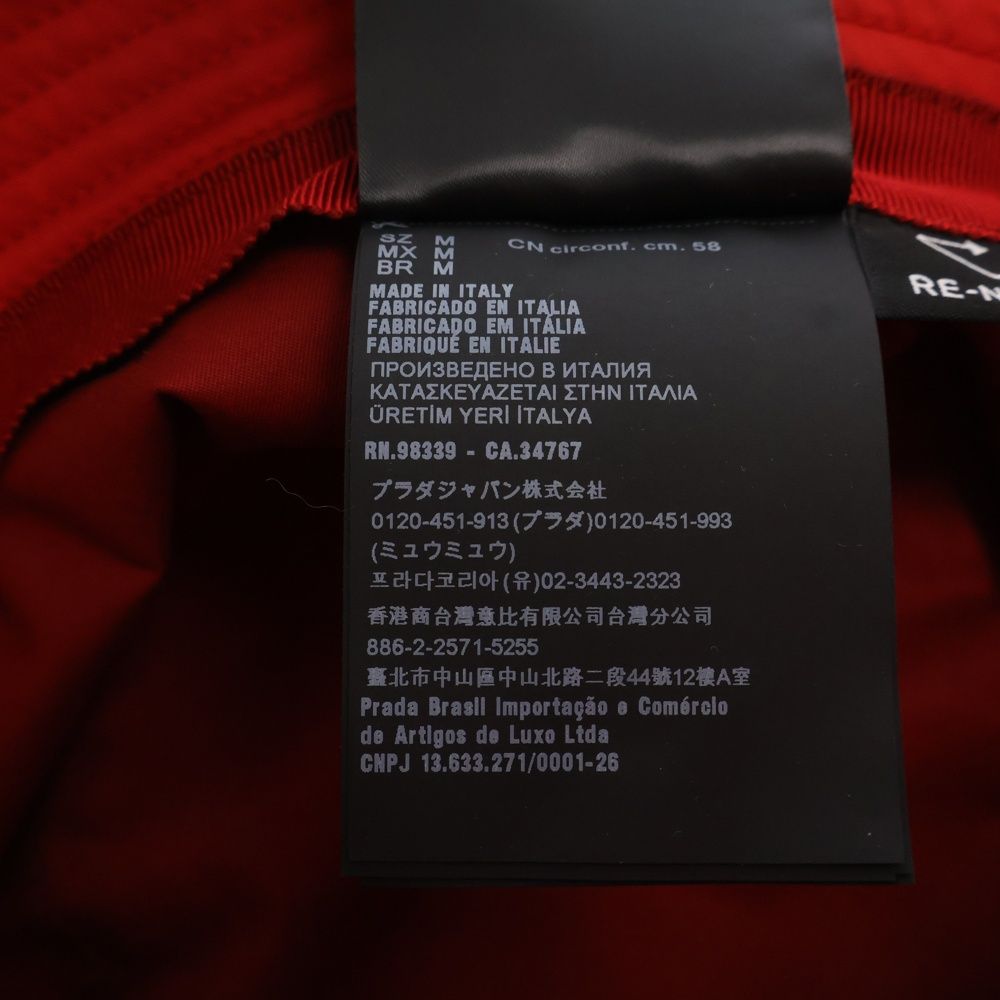 SZ M
CN circonf. cm. 58
MX M
BR M
MADE IN ITALY
FABRICADO EN ITALIA
FABRICADO EM ITÁLIA
FABRIQUÉ EN ITALIE
ПРОИЗВЕДЕНО В ИТАЛИЯ
ΚΑΤΑΣΚΕΥΑΖΕΤΑΙ ΣΤΗΝ ΙΤΑΛΙΑ
ÜRETİM YERİ İTALYA
RN.98339 - CA.34767
プラダジャパン株式会社
0120-451-913(プラダ)0120-451-993
(ミュウミュウ)
프라다코리아(유)02-3443-2323
香港商台灣意比有限公司台灣分公司
886-2-2571-5255
臺北市中山區中山北路二段44號12樓A室
Prada Brasil Importação e Comércio
de Artigos de Luxo Ltda
CNPJ 13.633.271/0001-26